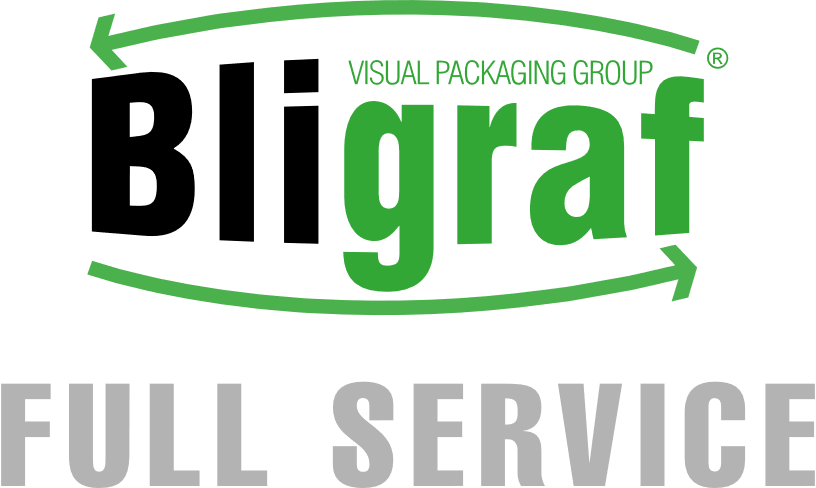 VISUAL PACKAGING GROUP
Bligraf®
FULL SERVICE